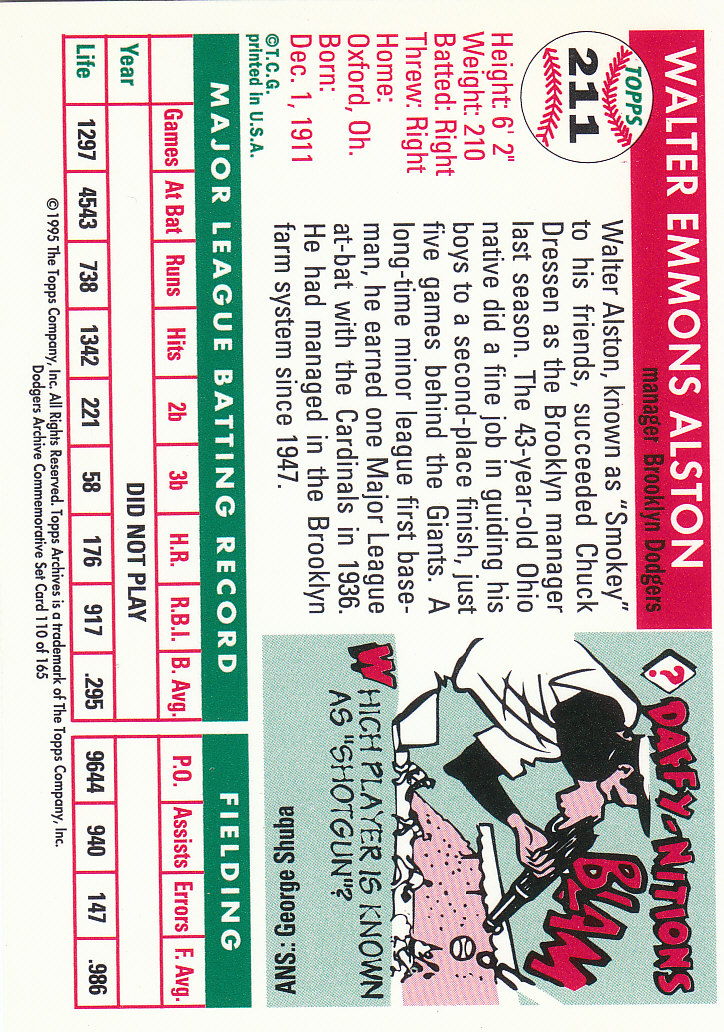 TOPPS
211
WALTER EMMONS ALSTON
manager Brooklyn Dodgers
Height: 6' 2"
Weight: 210
Batted: Right
Threw: Right
Home:
Oxford, Oh.
Born:
Dec. 1, 1911
©T.C.G.
printed in U.S.A.
Walter Alston, known as "Smokey"
to his friends, succeeded Chuck
Dressen as the Brooklyn manager
last season. The 43-year-old Ohio
native did a fine job in guiding his
boys to a second-place finish, just
five games behind the Giants. A
long-time minor league first base-
man, he earned one Major League
at-bat with the Cardinals in 1936.
He had managed in the Brooklyn
farm system since 1947.
? DAFFY-NITIONS
BLAM
WHICH PLAYER IS KNOWN
AS "SHOTGUN"?
ANS.: George Shuba
MAJOR LEAGUE BATTING RECORD FIELDING
Year Games At Bat Runs Hits 2b 3b H.R. R.B.I. B. Avg. P.O. Assists Errors F. Avg.
DID NOT PLAY
Life 1297 4543 738 1342 221 58 176 917 .295 9644 940 147 .986
©1995 The Topps Company, Inc. All Rights Reserved. Topps Archives is a trademark of The Topps Company, Inc.
Dodgers Archive Commemorative Set Card 110 of 165